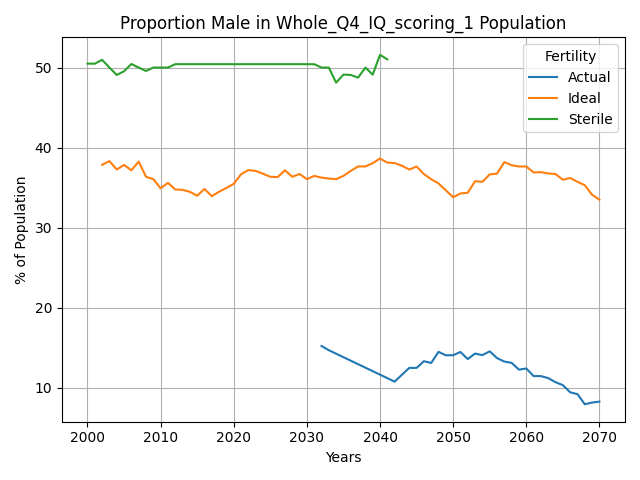 Proportion Male in Whole_Q4_IQ_scoring_1 Population
% of Population
50
40
30
20
10
Fertility
Actual
Ideal
Sterile
2000 2010 2020 2030 2040 2050 2060 2070
Years